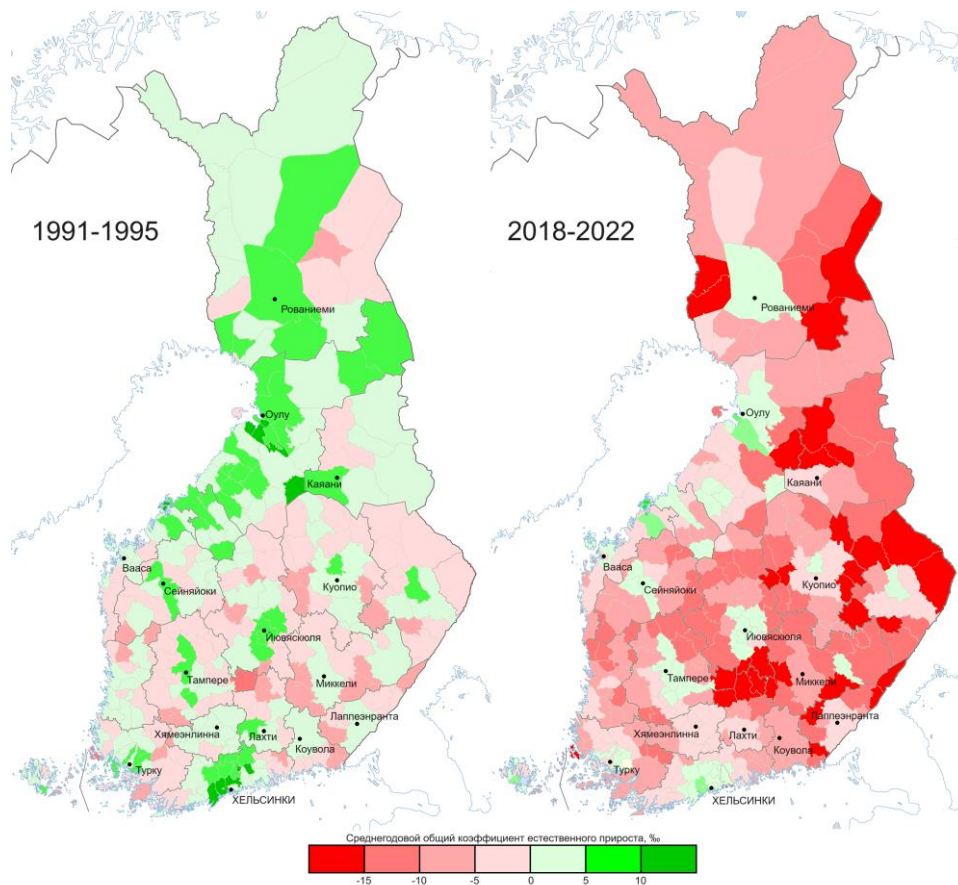 1991-1995
Рованиеми
Оулу
Каяани
Вааса
Сейняйоки
Куопио
Ювяскюля
Тампере
Миккели
Лаппеэнранта
Хямеэнлинна
Лахти
Коувола
Турку
ХЕЛЬСИНКИ
2018-2022
Рованиеми
Оулу
Каяани
Вааса
Сейняйоки
Куопио
Йювяскюля
Тампере
Миккели
Лаппеэнранта
Хямеэнлинна
Лахти
Коувола
Турку
ХЕЛЬСИНКИ
Среднегодовой общий коэффициент естественного прироста, ‰
-15 -10 -5 0 5 10